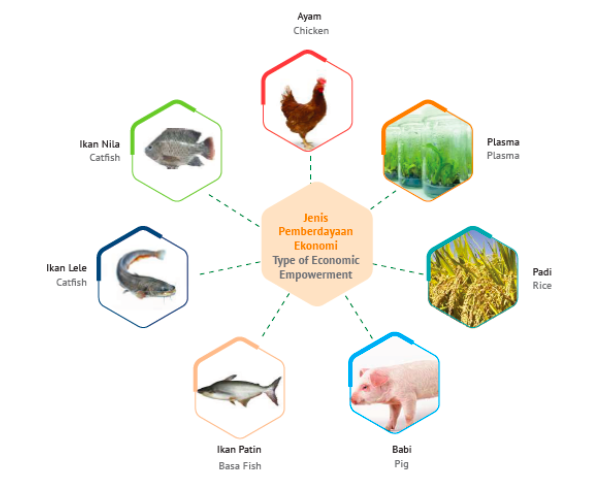 Ayam
Chicken
Ikan Nila
Catfish
Plasma
Plasma
Jenis
Pemberdayaan
Ekonomi
Type of Economic
Empowerment
Ikan Lele
Catfish
Padi
Rice
Ikan Patin
Basa Fish
Babi
Pig